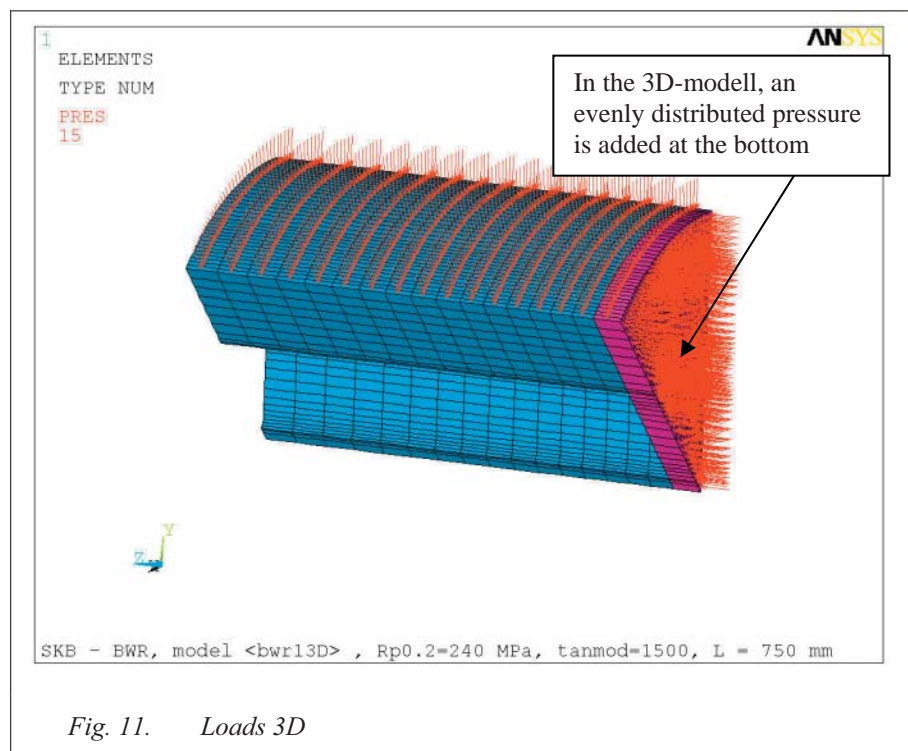 1
ANSYS
ELEMENTS
TYPE NUM
PRES
15
In the 3D-modell, an
evenly distributed pressure
is added at the bottom
Y
Z
SKB - BWR, model <bwr13D> , Rp0.2=240 MPa, tanmod=1500, L = 750 mm
Fig. 11. Loads 3D